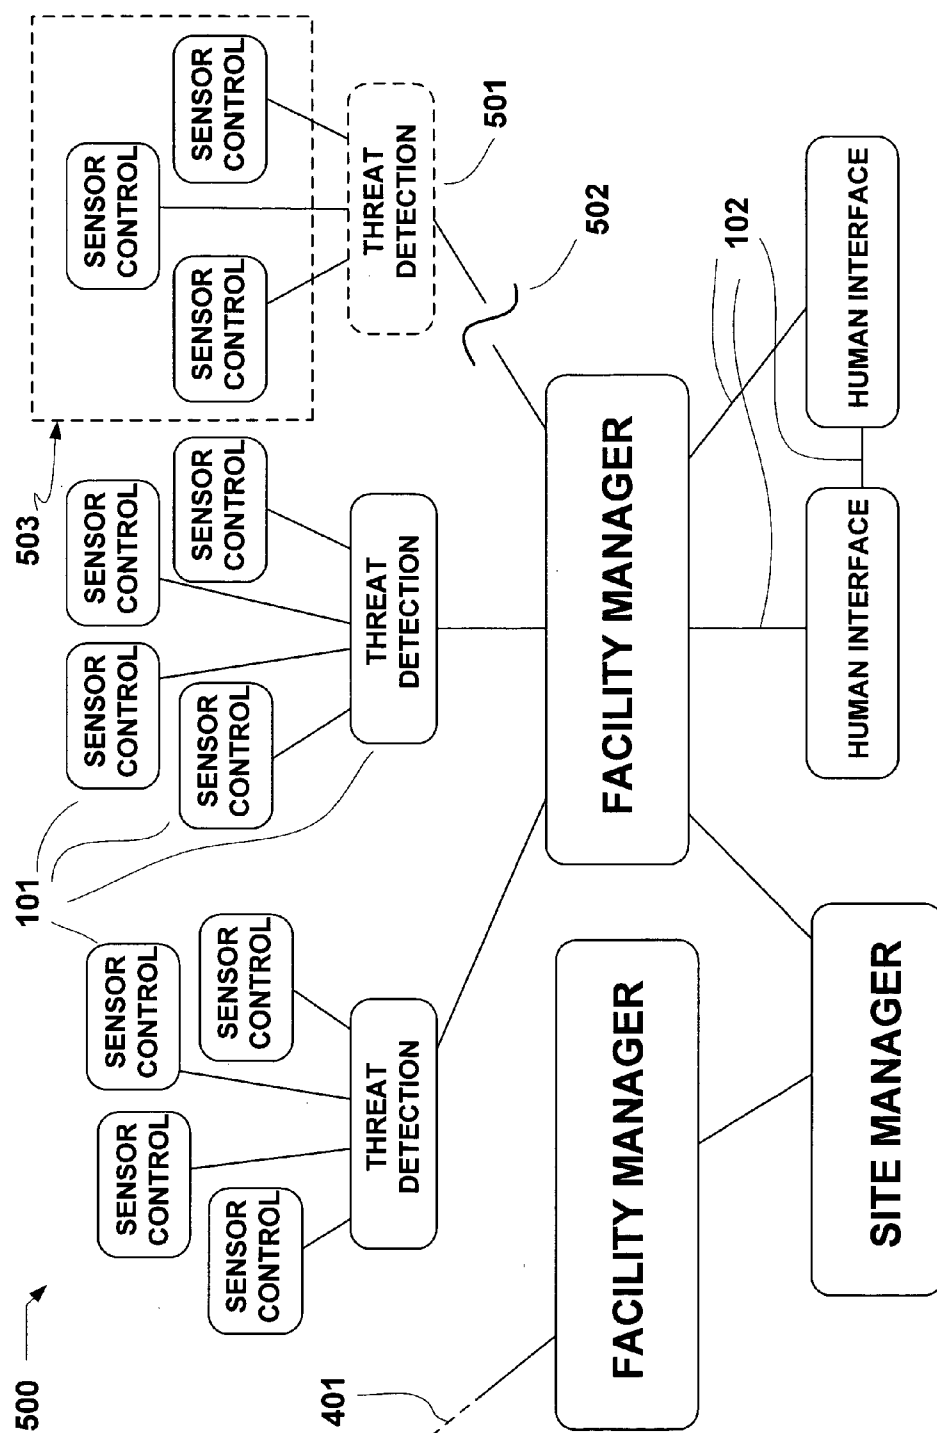 500
101
503
SENSOR
CONTROL
SENSOR
CONTROL
SENSOR
CONTROL
SENSOR
CONTROL
SENSOR
CONTROL
SENSOR
CONTROL
SENSOR
CONTROL
SENSOR
CONTROL
SENSOR
CONTROL
SENSOR
CONTROL
SENSOR
CONTROL
401
THREAT
DETECTION
THREAT
DETECTION
THREAT
DETECTION
501
502
FACILITY MANAGER
FACILITY MANAGER
102
SITE MANAGER
HUMAN INTERFACE
HUMAN INTERFACE